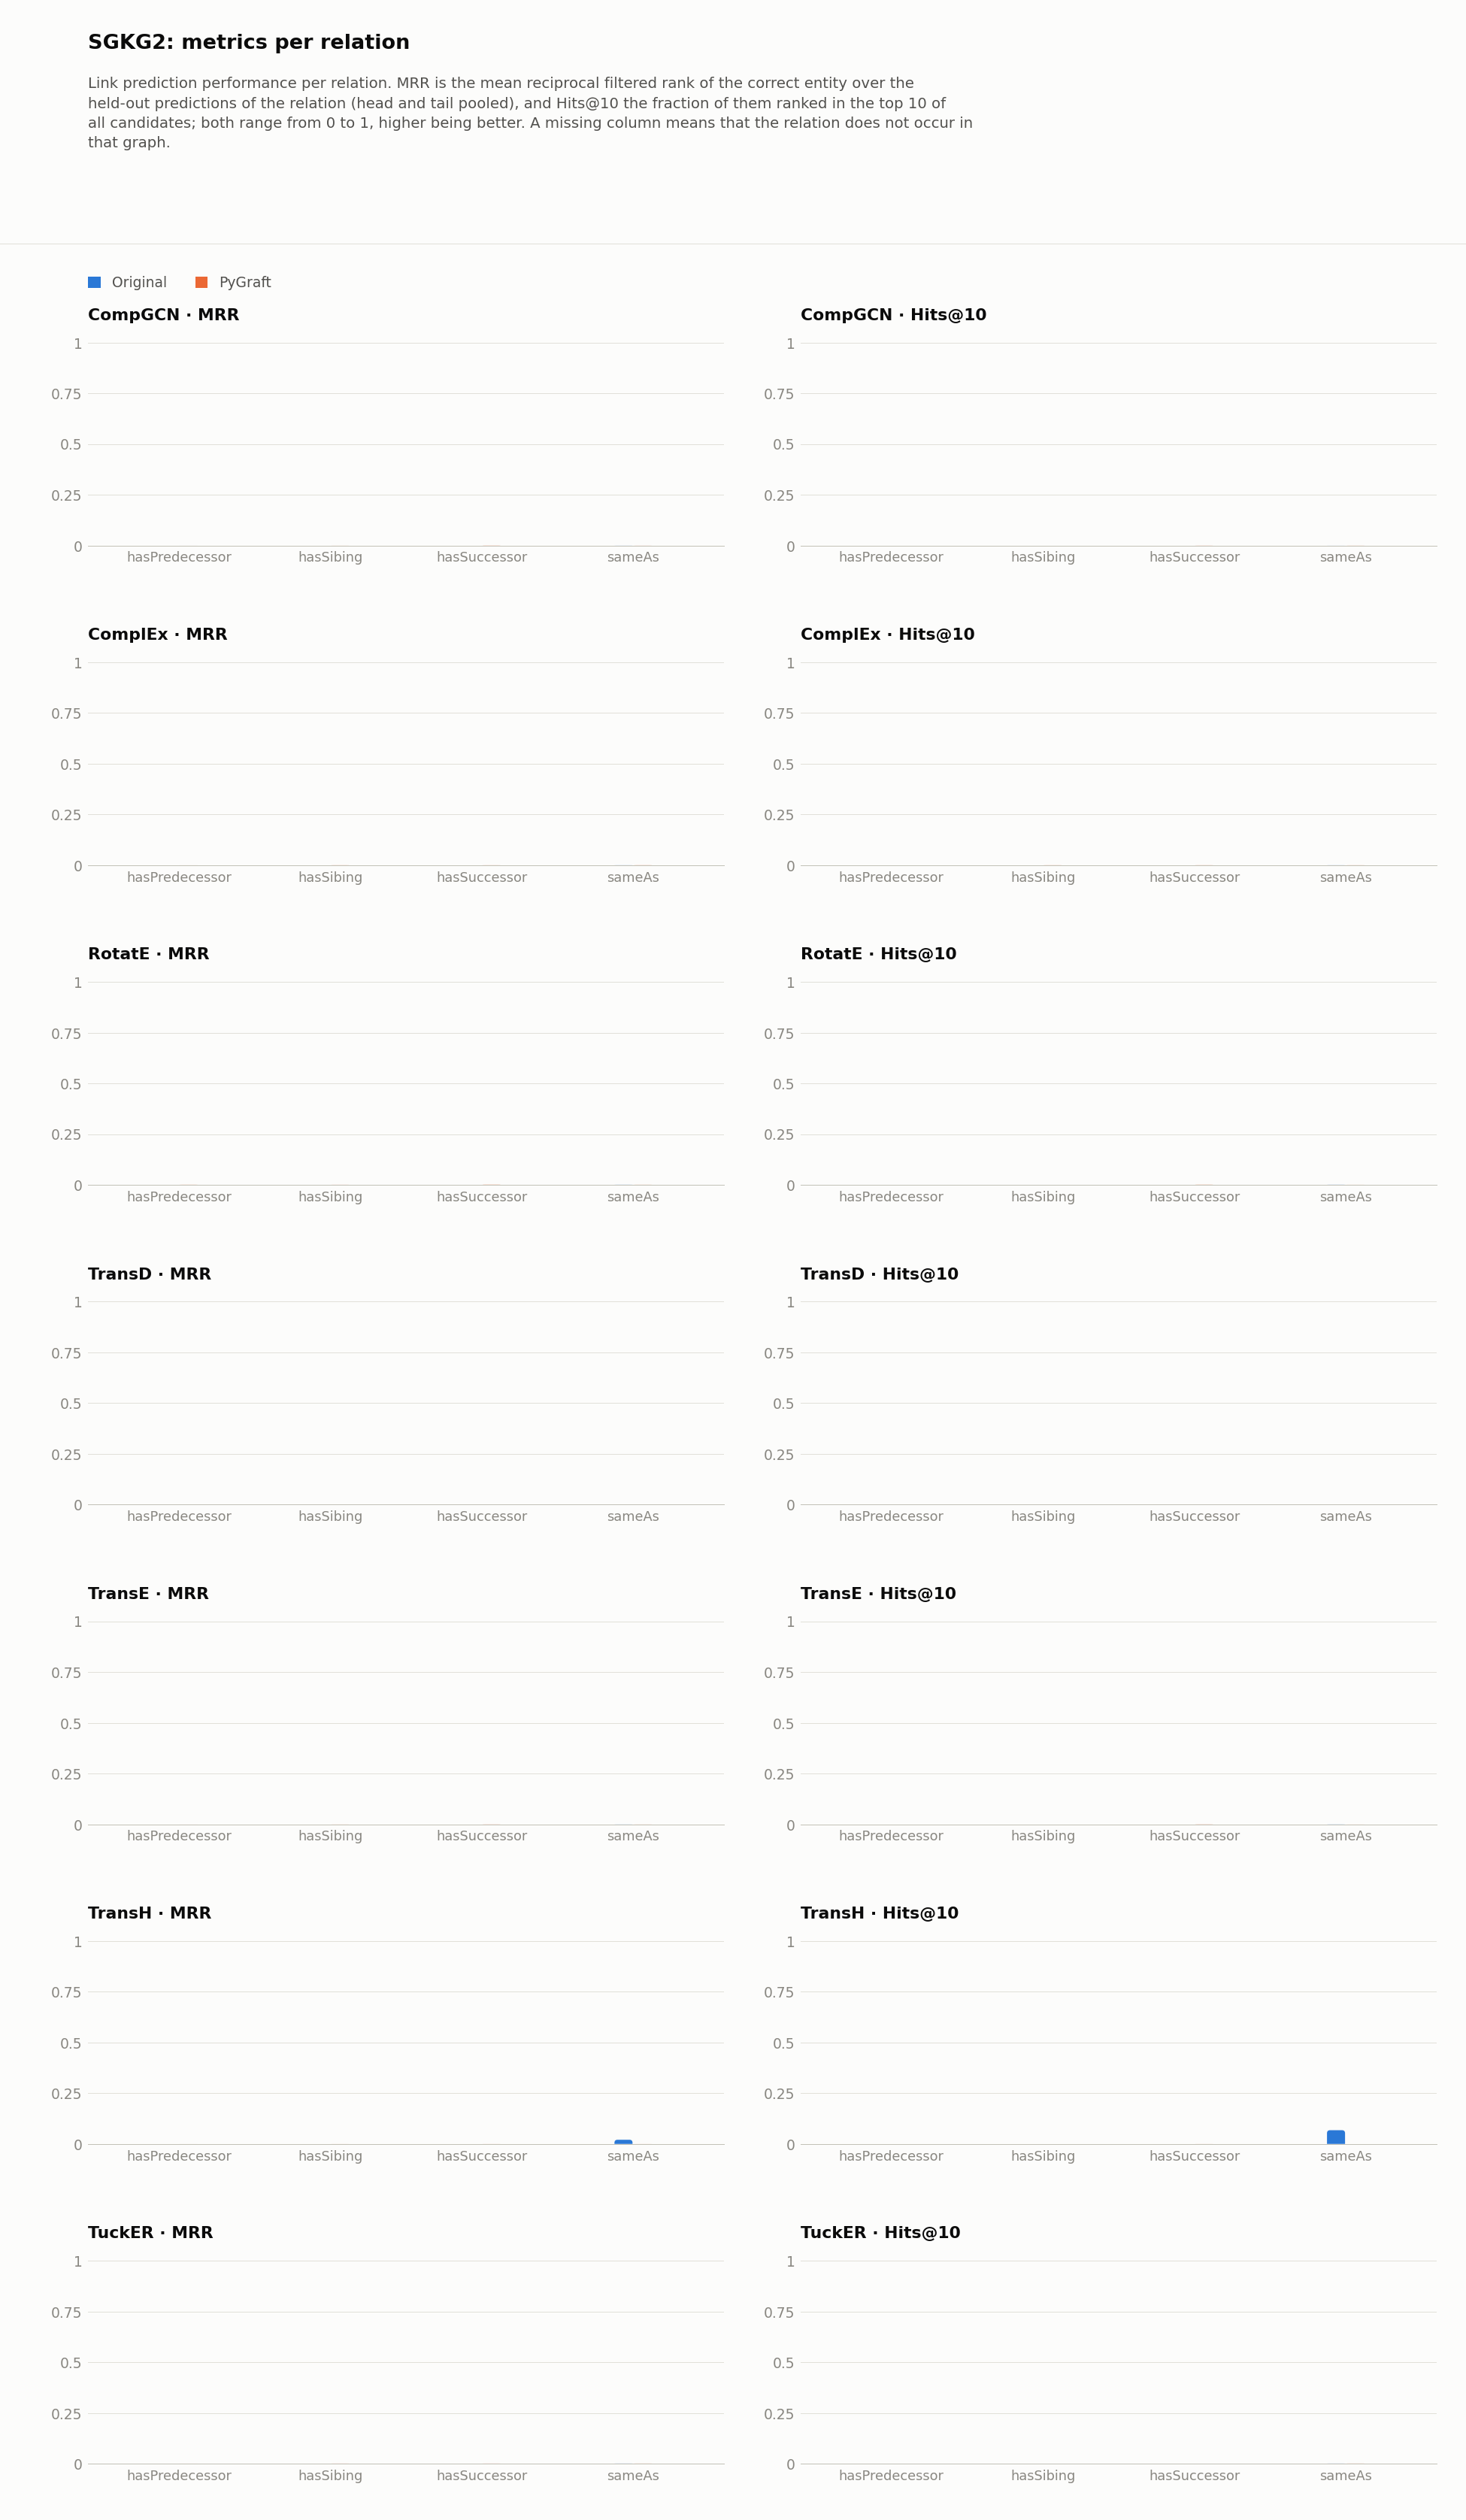 SGKG2: metrics per relation
Link prediction performance per relation. MRR is the mean reciprocal filtered rank of the correct entity over the
held-out predictions of the relation (head and tail pooled), and Hits@10 the fraction of them ranked in the top 10 of
all candidates; both range from 0 to 1, higher being better. A missing column means that the relation does not occur in
that graph.
Original PyGraft
CompGCN · MRR
1
0.75
0.5
0.25
0
hasPredecessor hasSibing hasSuccessor sameAs
CompGCN · Hits@10
1
0.75
0.5
0.25
0
hasPredecessor hasSibing hasSuccessor sameAs
ComplEx · MRR
1
0.75
0.5
0.25
0
hasPredecessor hasSibing hasSuccessor sameAs
ComplEx · Hits@10
1
0.75
0.5
0.25
0
hasPredecessor hasSibing hasSuccessor sameAs
RotatE · MRR
1
0.75
0.5
0.25
0
hasPredecessor hasSibing hasSuccessor sameAs
RotatE · Hits@10
1
0.75
0.5
0.25
0
hasPredecessor hasSibing hasSuccessor sameAs
TransD · MRR
1
0.75
0.5
0.25
0
hasPredecessor hasSibing hasSuccessor sameAs
TransD · Hits@10
1
0.75
0.5
0.25
0
hasPredecessor hasSibing hasSuccessor sameAs
TransE · MRR
1
0.75
0.5
0.25
0
hasPredecessor hasSibing hasSuccessor sameAs
TransE · Hits@10
1
0.75
0.5
0.25
0
hasPredecessor hasSibing hasSuccessor sameAs
TransH · MRR
1
0.75
0.5
0.25
0
hasPredecessor hasSibing hasSuccessor sameAs
TransH · Hits@10
1
0.75
0.5
0.25
0
hasPredecessor hasSibing hasSuccessor sameAs
TuckER · MRR
1
0.75
0.5
0.25
0
hasPredecessor hasSibing hasSuccessor sameAs
TuckER · Hits@10
1
0.75
0.5
0.25
0
hasPredecessor hasSibing hasSuccessor sameAs